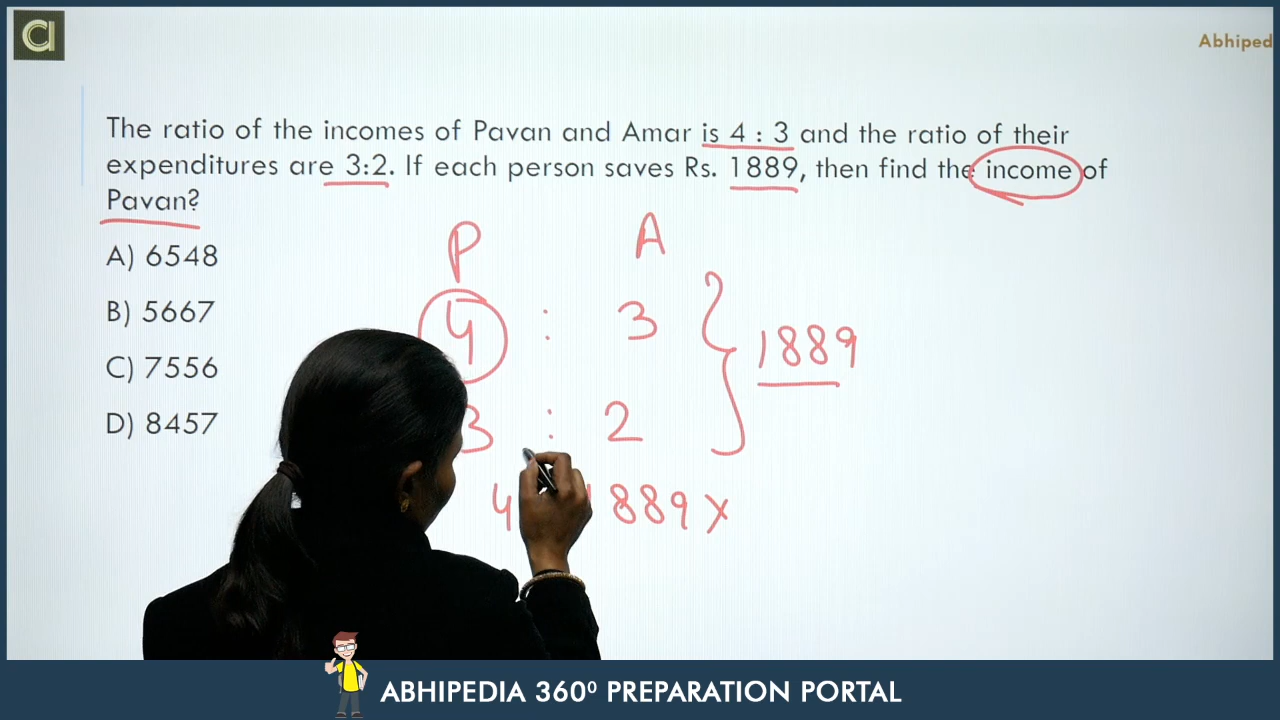 CI
Abhiped
The ratio of the incomes of Pavan and Amar is 4 : 3 and the ratio of their
expenditures are 3:2. If each person saves Rs. 1889, then find the income of
Pavan?
A) 6548
B) 5667
C) 7556
D) 8457
P A
4 : 3
1889
3 : 2
4 889 x
ABHIPEDIA 360⁰ PREPARATION PORTAL